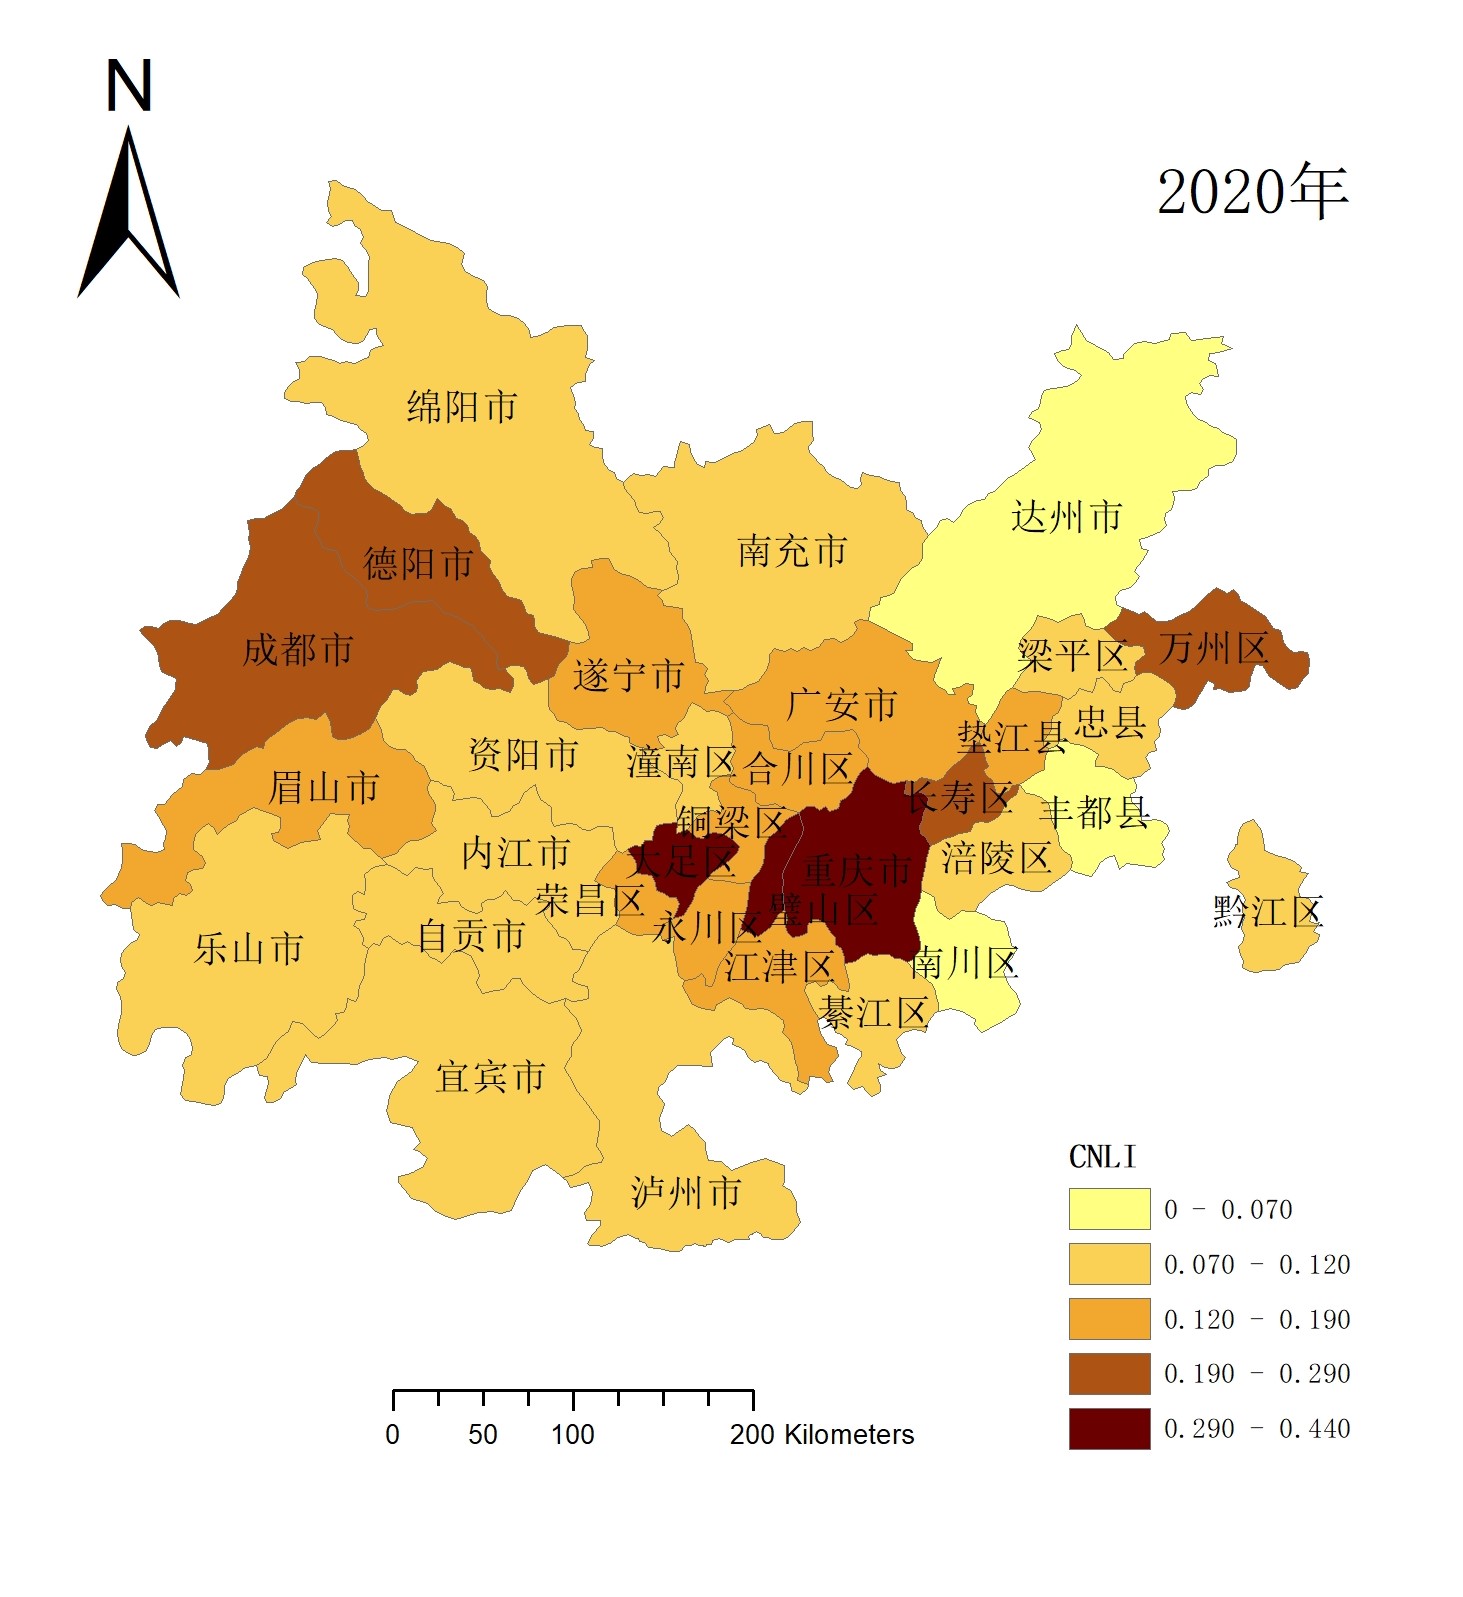 N
2020年
绵阳市
达州市
南充市
德阳市
成都市
万州区
梁平区
遂宁市
广安市
忠县
垫江县
资阳市
潼南区
合川区
眉山市
长寿区
丰都县
铜梁区
内江市
大足区
重庆市
涪陵区
荣昌区
璧山区
黔江区
永川区
自贡市
乐山市
江津区
南川区
綦江区
宜宾市
泸州市
CNLI
0 - 0.070
0.070 - 0.120
0.120 - 0.190
0.190 - 0.290
0.290 - 0.440
0 50 100 200 Kilometers